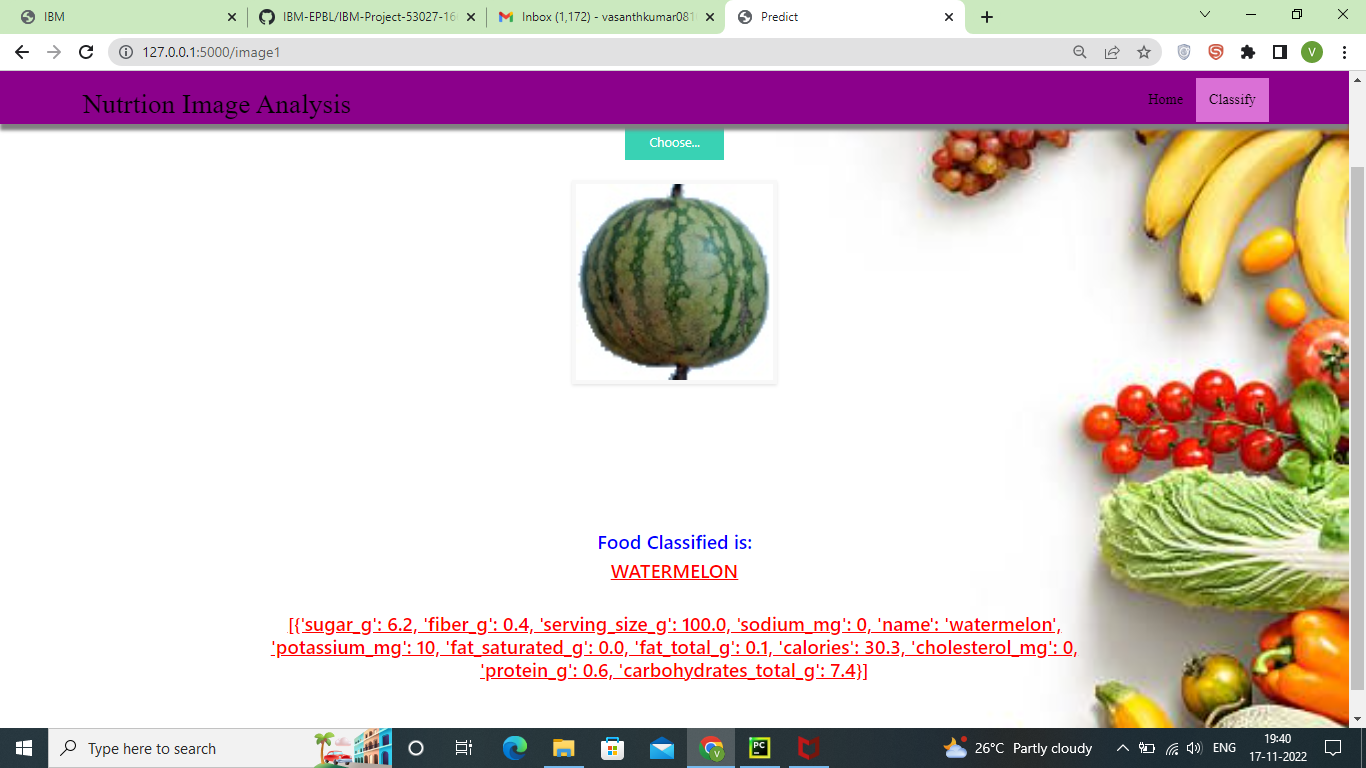 IBM
IBM-EPBL/IBM-Project-53027-16
Inbox (1,172) - vasanthkumar081
Predict
127.0.0.1:5000/image1
V
Nutrtion Image Analysis
Home
Classify
Choose...
Food Classified is:
WATERMELON
[{'sugar_g': 6.2, 'fiber_g': 0.4, 'serving_size_g': 100.0, 'sodium_mg': 0, 'name': 'watermelon',
'potassium_mg': 10, 'fat_saturated_g': 0.0, 'fat_total_g': 0.1, 'calories': 30.3, 'cholesterol_mg': 0,
'protein_g': 0.6, 'carbohydrates_total_g': 7.4}]
Type here to search
PC
26°C Partly cloudy
ENG
19:40
17-11-2022